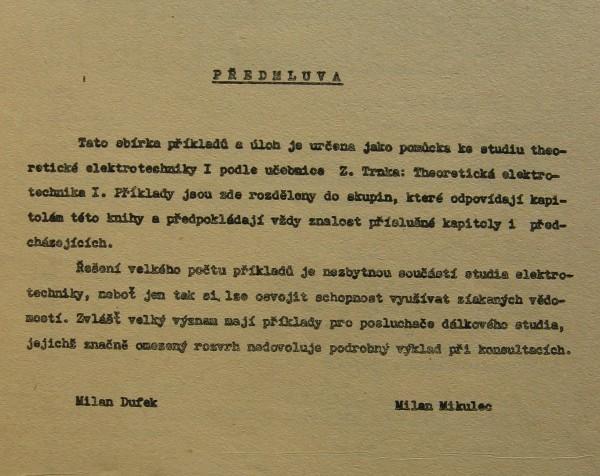 PŘEDMLUVA
Tato sbírka příkladů a úloh je určena jako pomůcka ke studiu theo-
retické elektrotechniky I podle učebnice Z. Trnka: Theoretická elektro-
technika I. Příklady jsou zde rozděleny do skupin, které odpovídají kapi-
tolám této knihy a předpokládají vždy znalost příslušné kapitoly i před-
cházejících.
Řešení velkého počtu příkladů je nezbytnou součástí studia elektro-
techniky, neboť jen tak si lze osvojit schopnost využívat získaných vědo-
mostí. Zvlášť velký význam mají příklady pro posluchače dálkového studia,
jejichž značně omezený rozvrh nedovoluje podrobný výklad při konsultacích.
Milan Dufek Milan Mikulec